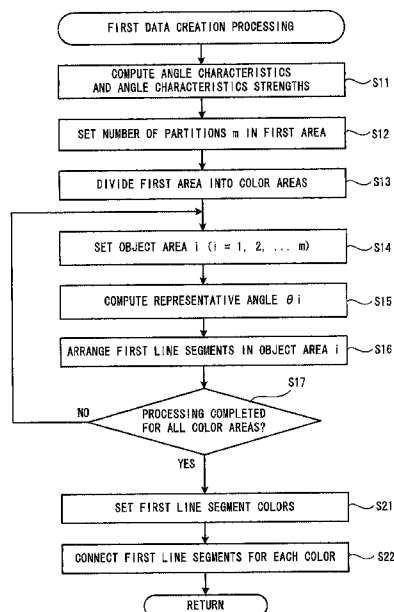 FIRST DATA CREATION PROCESSING
COMPUTE ANGLE CHARACTERISTICS
AND ANGLE CHARACTERISTICS STRENGTHS
S11
SET NUMBER OF PARTITIONS m IN FIRST AREA
S12
DIVIDE FIRST AREA INTO COLOR AREAS
S13
SET OBJECT AREA i (i = 1, 2, ... m)
S14
COMPUTE REPRESENTATIVE ANGLE θ i
S15
ARRANGE FIRST LINE SEGMENTS IN OBJECT AREA i
S16
S17
NO
PROCESSING COMPLETED
FOR ALL COLOR AREAS?
YES
SET FIRST LINE SEGMENT COLORS
S21
CONNECT FIRST LINE SEGMENTS FOR EACH COLOR
S22
RETURN